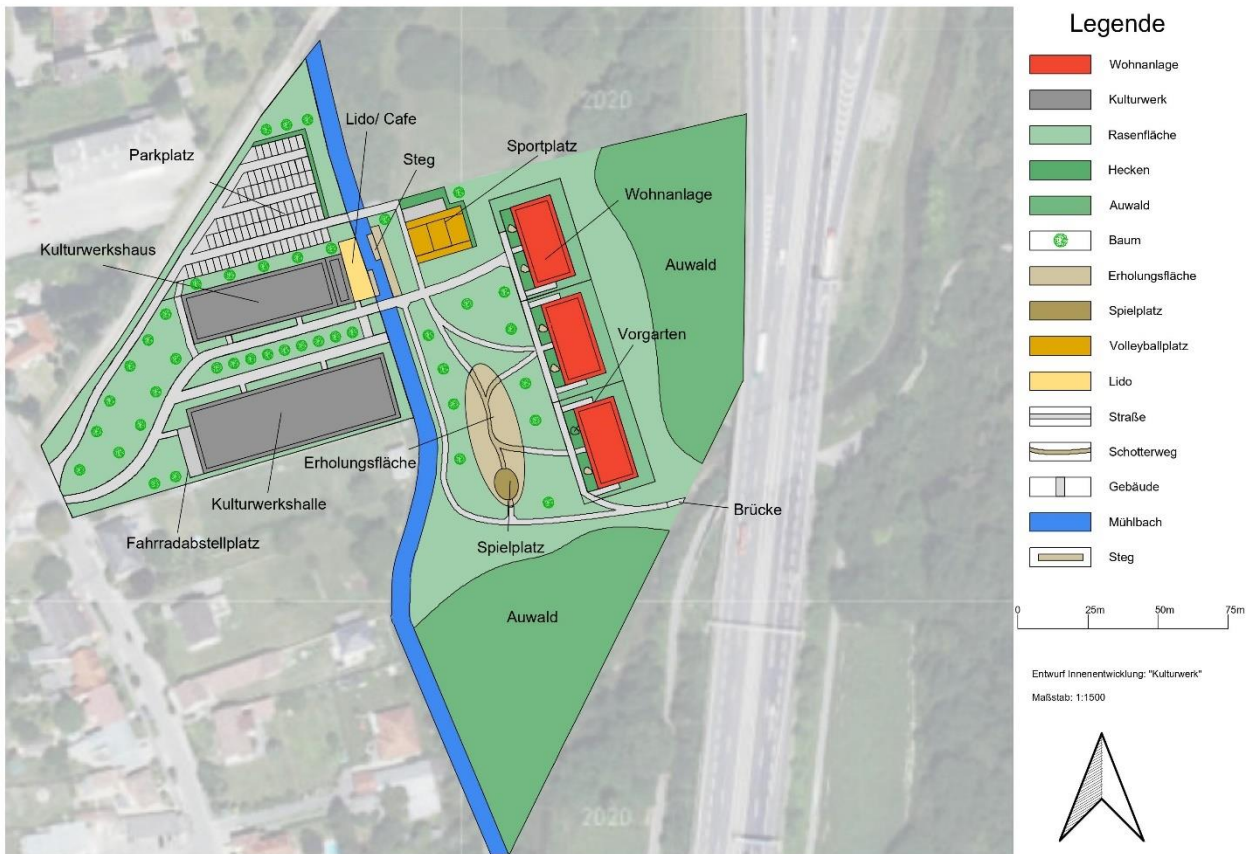 2020
Lido/ Cafe
Steg
Sportplatz
Parkplatz
Wohnanlage
Kulturwerkshaus
Auwald
Vorgarten
Erholungsfläche
Kulturwerkshalle
Brücke
Fahrradabstellplatz
Spielplatz
Auwald
2020
Legende
Wohnanlage
Kulturwerk
Rasenfläche
Hecken
Auwald
Baum
Erholungsfläche
Spielplatz
Volleyballplatz
Lido
Straße
Schotterweg
Gebäude
Mühlbach
Steg
0 25m 50m 75m
Entwurf Innenentwicklung: "Kulturwerk"
Maßstab: 1:1500